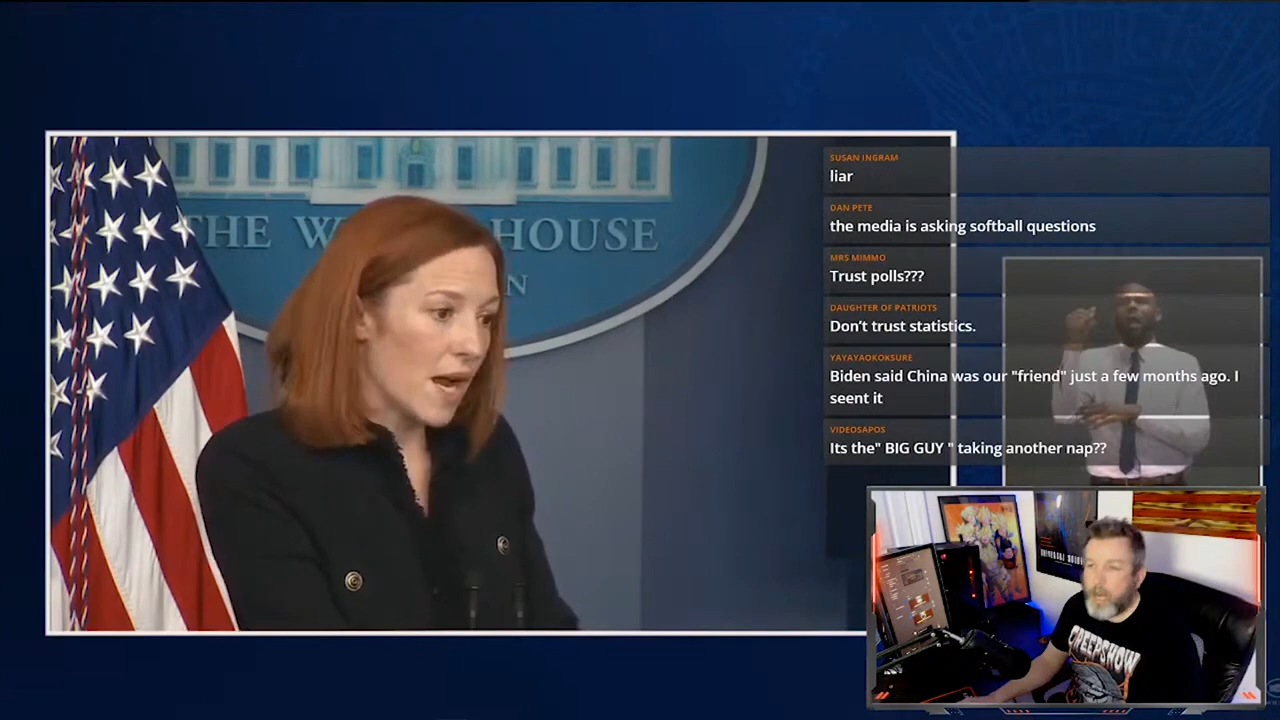 THE W HOUSE
N
SUSAN INGRAM
liar
DAN PETE
the media is asking softball questions
MRS MIMMO
Trust polls???
DAUGHTER OF PATRIOTS
Don't trust statistics.
YAYAYAOKOKSURE
Biden said China was our "friend" just a few months ago. I
seent it
VIDEOSAPOS
Its the" BIG GUY " taking another nap??
CREEPSHOW